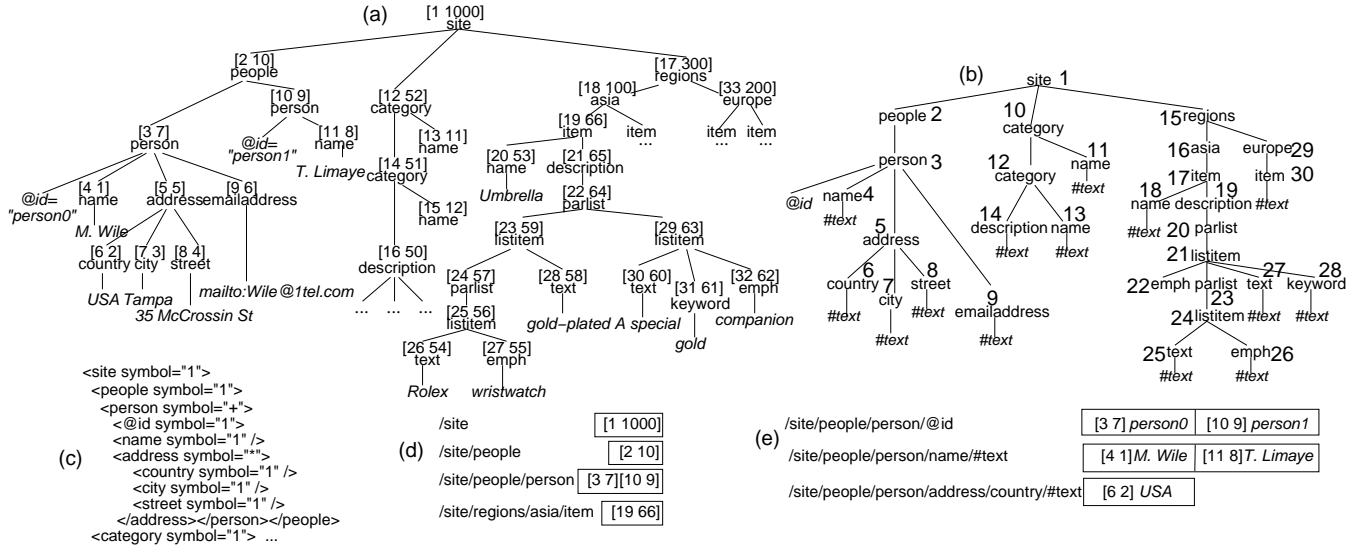 (a)
[1 1000]
site
[2 10]
people
[10 9]
person
@id=
"person1"
[11 8]
name
T. Limaye
[3 7]
person
@id=
"person0"
[4 1]
name
M. Wile
[5 5]
address
[9 6]
emailaddress
[6 2]
country
[7 3]
city
[8 4]
street
USA Tampa
35 McCrossin St
mailto:Wile@1tel.com
[12 52]
category
[13 11]
name
[14 51]
category
[15 12]
name
[16 50]
description
... ... ...
[17 300]
regions
[18 100]
asia
[33 200]
europe
[19 66]
item
item
...
item
...
item
...
[20 53]
name
Umbrella
[21 65]
description
[22 64]
parlist
[23 59]
listitem
[29 63]
listitem
[24 57]
parlist
[28 58]
text
gold-plated
[30 60]
text
A special
[31 61]
keyword
gold
[32 62]
emph
companion
[25 56]
listitem
[26 54]
text
Rolex
[27 55]
emph
wristwatch
(b)
site 1
people 2
10
category
15 regions
person 3
12
category
11
name
#text
16 asia
europe 29
17 item
item 30
#text
@id
name 4
#text
5
address
14
description
#text
13
name
#text
18
name
#text
19
description
20 parlist
6
country
#text
7
city
#text
8
street
#text
9
emailaddress
#text
21 listitem
22 emph
parlist
23
27
text
#text
28
keyword
#text
24 listitem
25 text
#text
emph 26
#text
(c)
<site symbol="1">
<people symbol="1">
<person symbol="+">
<@id symbol="1">
<name symbol="1" />
<address symbol="*">
<country symbol="1" />
<city symbol="1" />
<street symbol="1" />
</address></person></people>
<category symbol="1"> ...
(d)
/site [1 1000]
/site/people [2 10]
/site/people/person [3 7][10 9]
/site/regions/asia/item [19 66]
(e)
/site/people/person/@id [3 7] person0 [10 9] person1
/site/people/person/name/#text [4 1] M. Wile [11 8] T. Limaye
/site/people/person/address/country/#text [6 2] USA